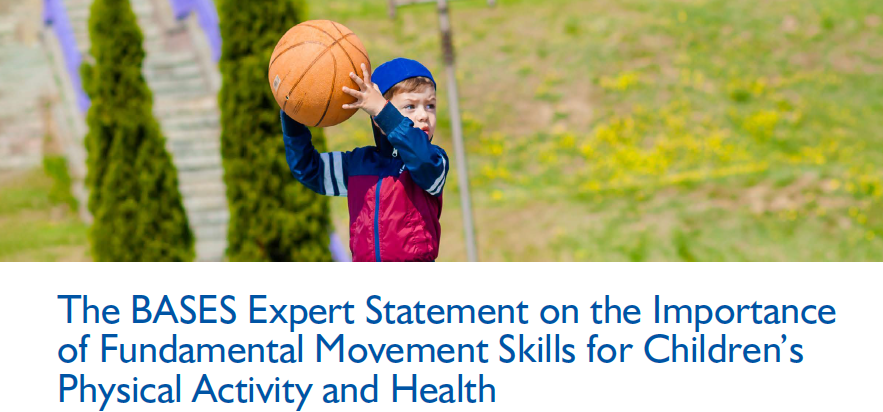 The BASES Expert Statement on the Importance
of Fundamental Movement Skills for Children’s
Physical Activity and Health